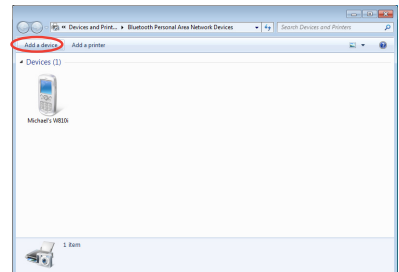 « Devices and Print... ▸ Bluetooth Personal Area Network Devices
Search Devices and Printers
Add a device Add a printer
Devices (1)
Michael's W810i
1 item